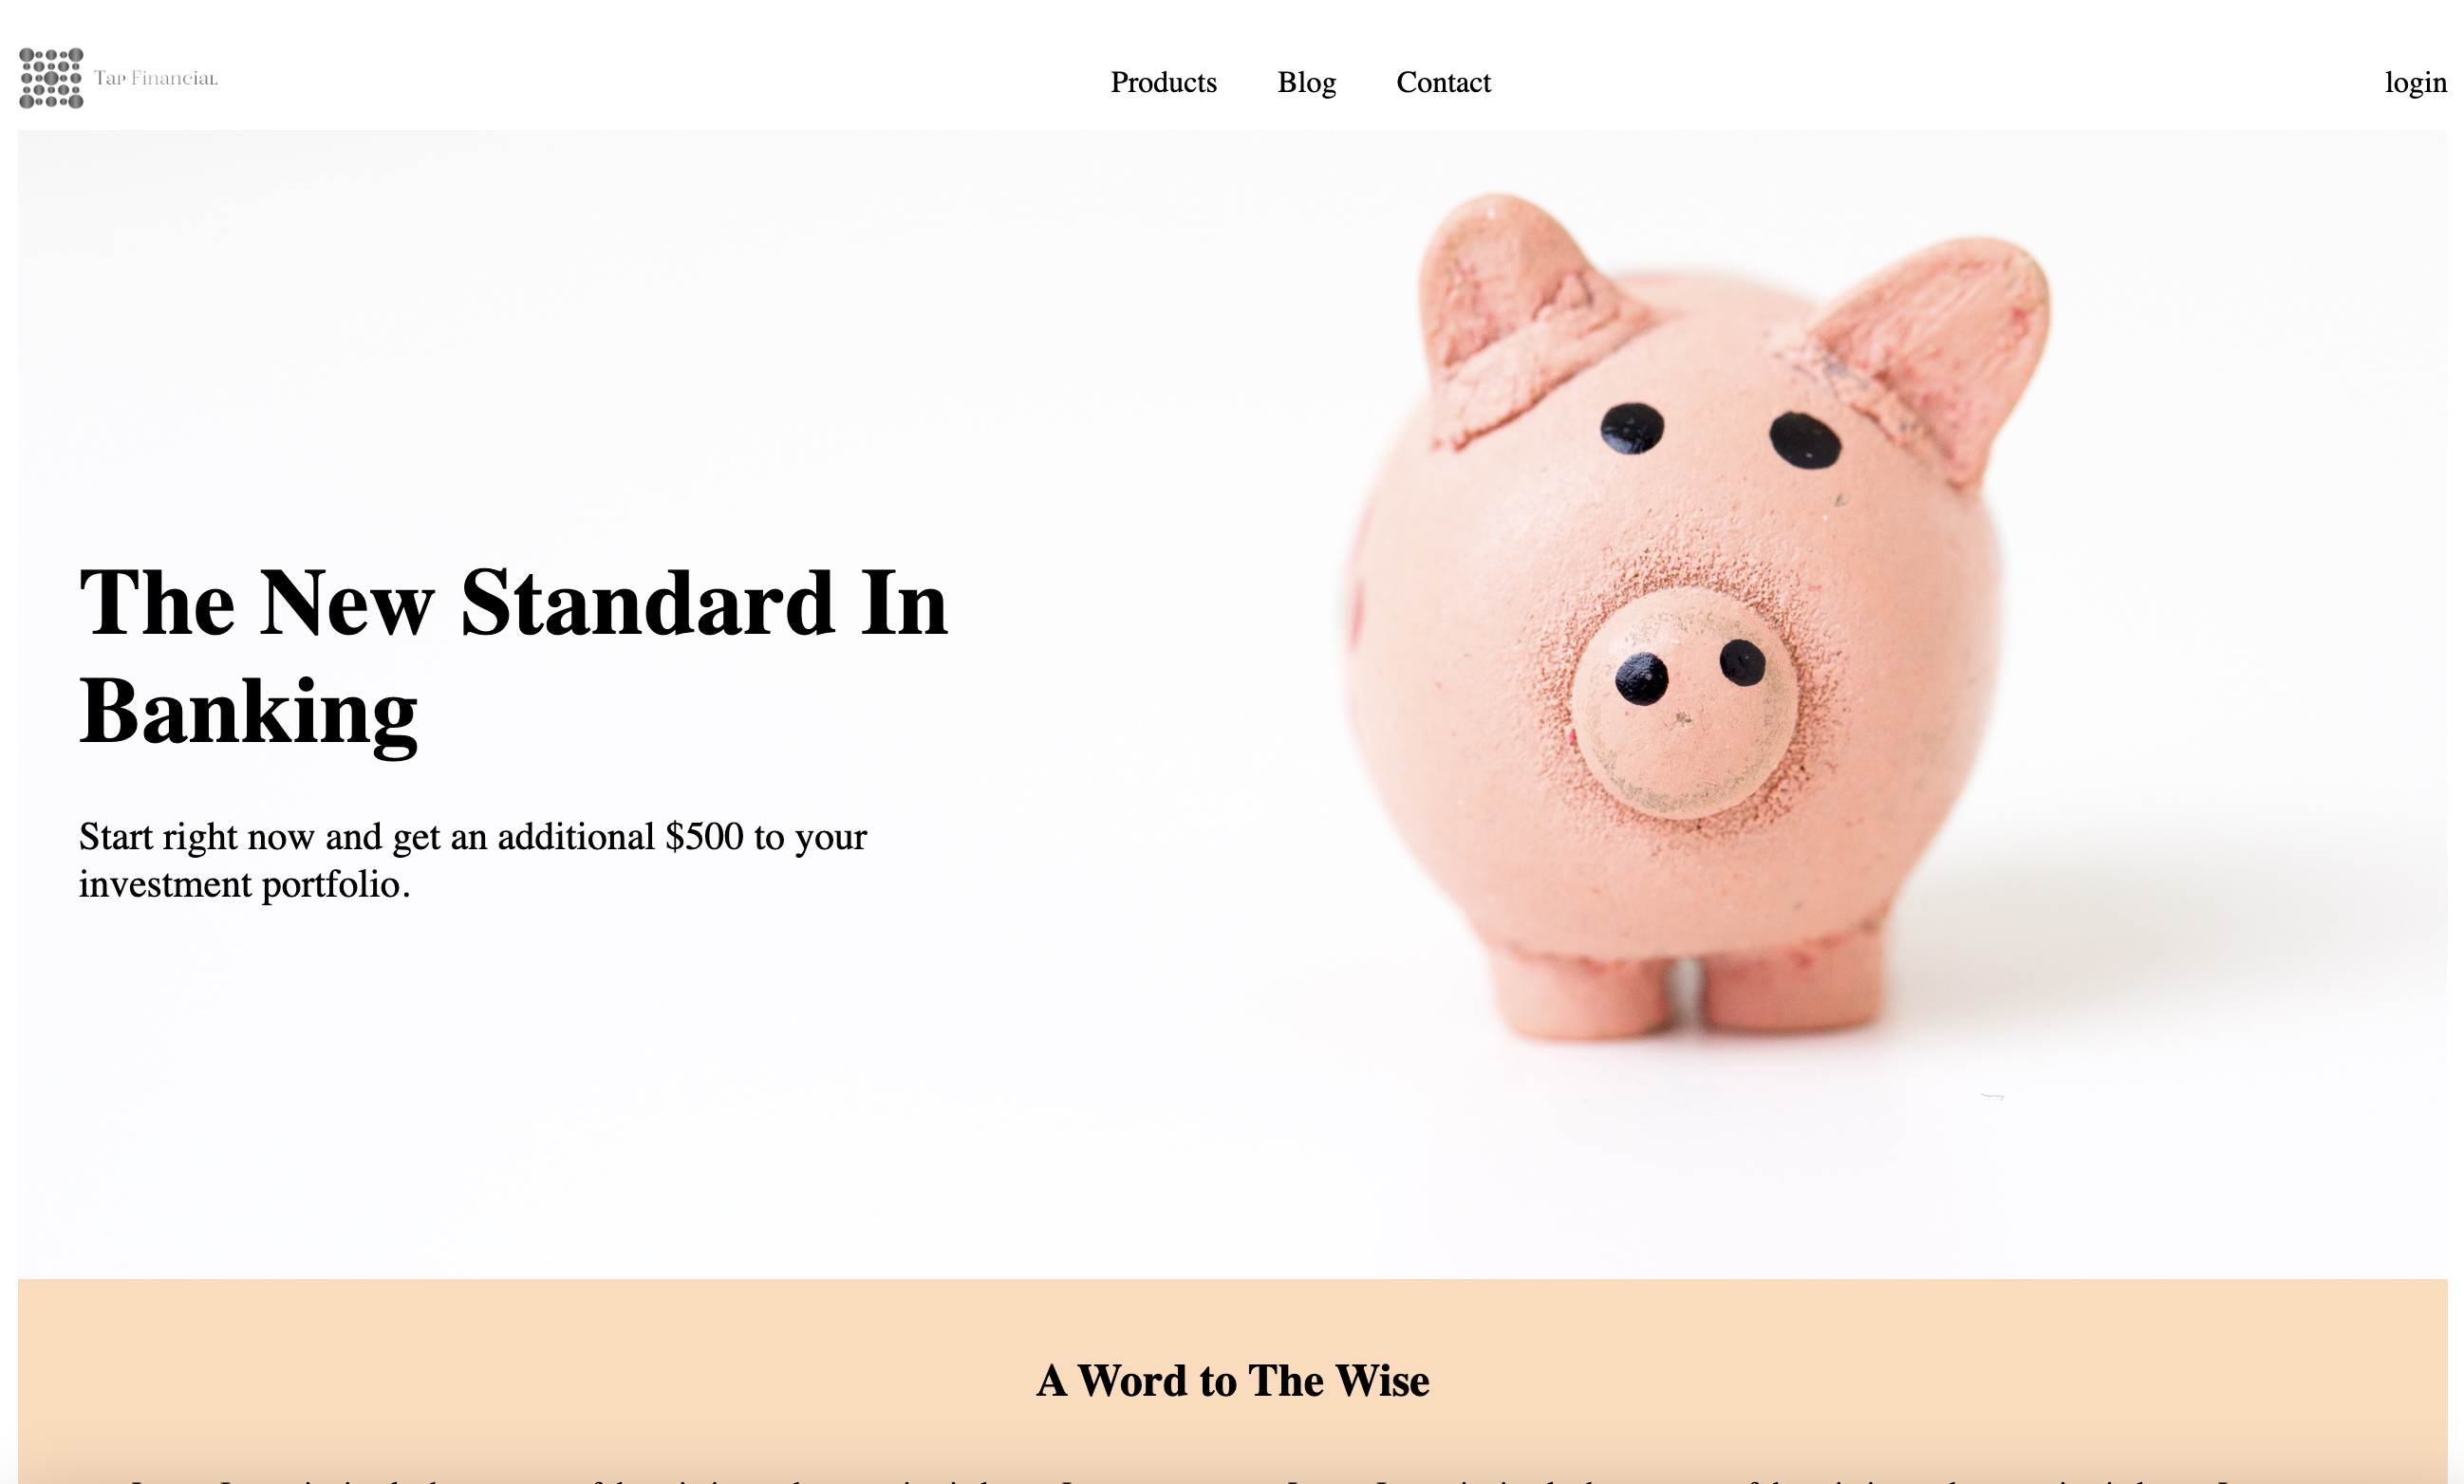 Tap Financial
Products
Blog
Contact
login
The New Standard In
Banking
Start right now and get an additional $500 to your
investment portfolio.
A Word to The Wise